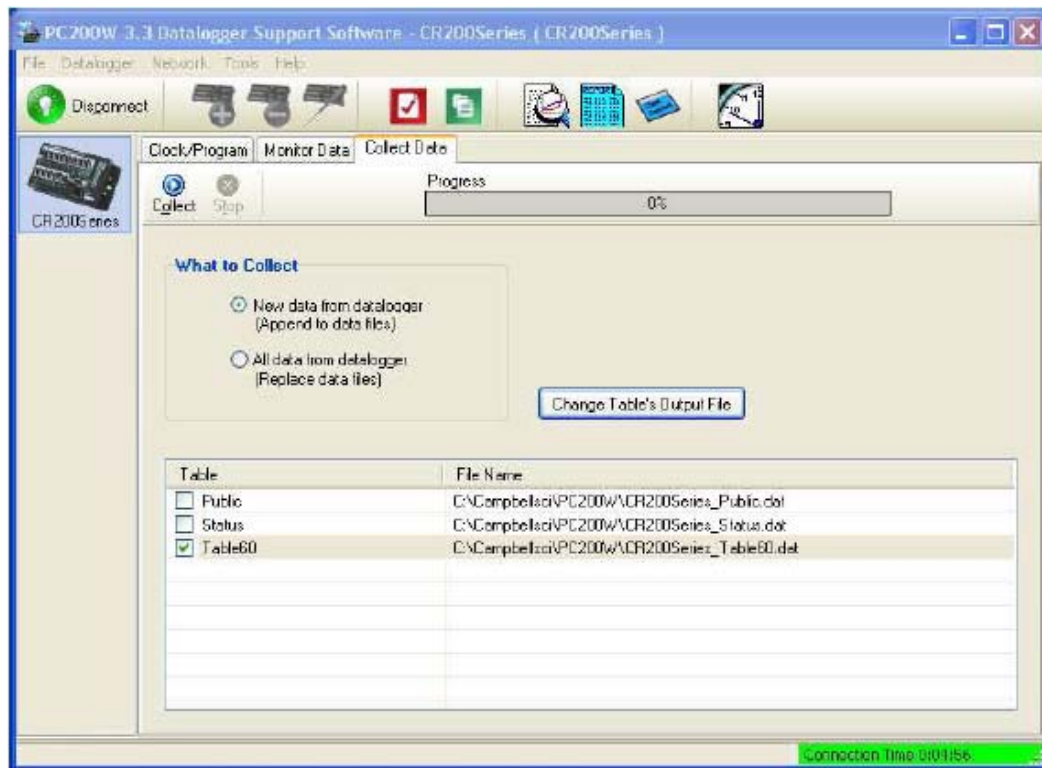 PC200W 3.3 Datalogger Support Software - CR200Series ( CR200Series )
File Datalogger Network Tools Help
Disconnect
CR200Series
Clock/Program Monitor Data Collect Data
Collect Stop
Progress
0%
What to Collect
New data from datalogger
(Append to data files)
All data from datalogger
(Replace data files)
Change Table's Output File
Table File Name
Public C:\Campbellsci\PC200W\CR200Series_Public.dat
Status C:\Campbellsci\PC200W\CR200Series_Status.dat
Table60 C:\Campbellsci\PC200W\CR200Series_Table60.dat
Connection Time 0:04:56